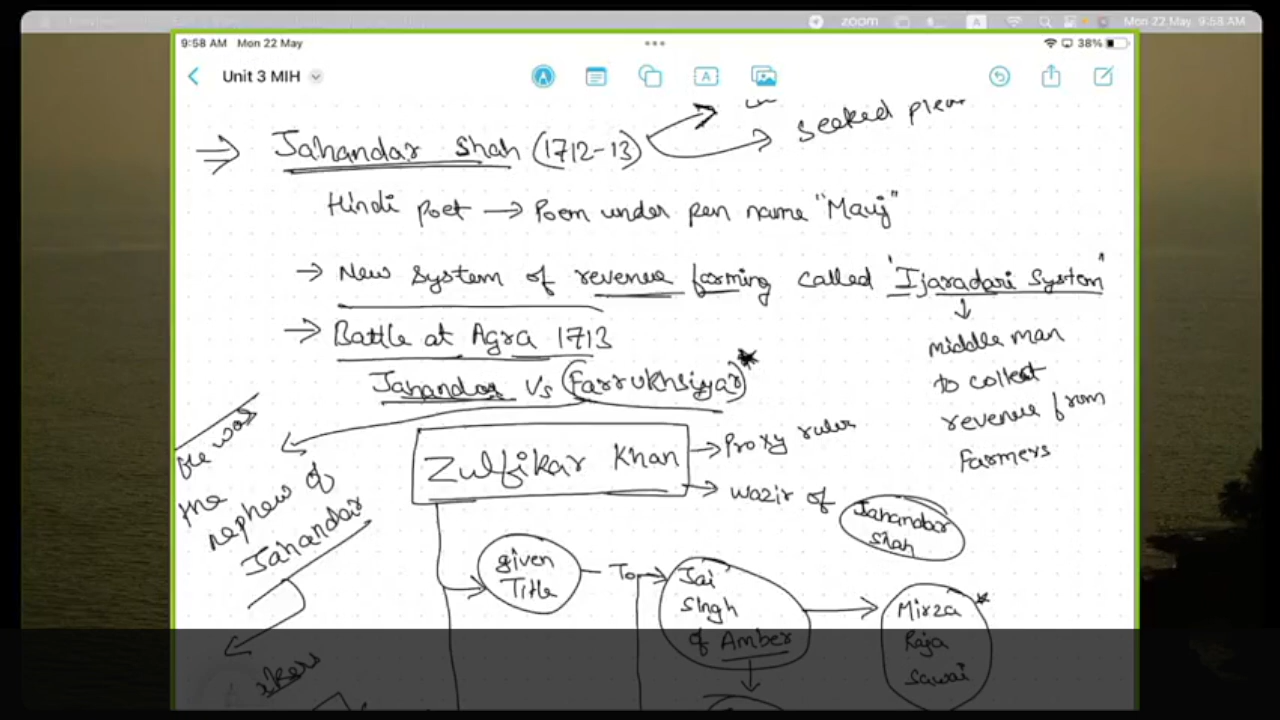 zoom
Mon 22 May 9:58 AM
9:58 AM Mon 22 May
38%
Unit 3 MIH
Jahandar Shah (1712-13)
Seeked
Hindi poet → Poem under pen name "Mauj"
→ New system of revenue farming called 'Ijaradari System"
middle man
to collect
revenue from
Farmers
→ Battle at Agra 1713
Jahandar Vs (Farrukhsiyar)*
He was
the
nephew of
Jahandar
Zulfikar Khan
→ Proxy ruler
→ wazir of
Jahandar
Shah
given
Title
To
Jai
Singh
of Amber
Mirza
Raja
Sawai